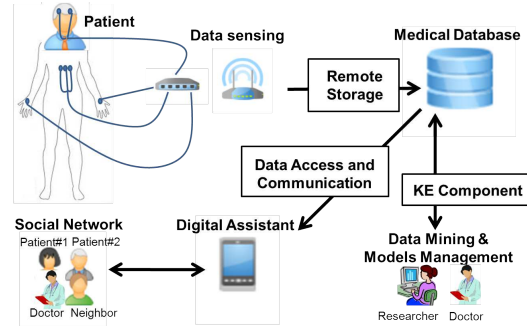 Patient
Data sensing
Medical Database
Remote
Storage
Data Access and
Communication
KE Component
Social Network
Patient#1 Patient#2
Doctor Neighbor
Digital Assistant
Data Mining &
Models Management
Researcher Doctor